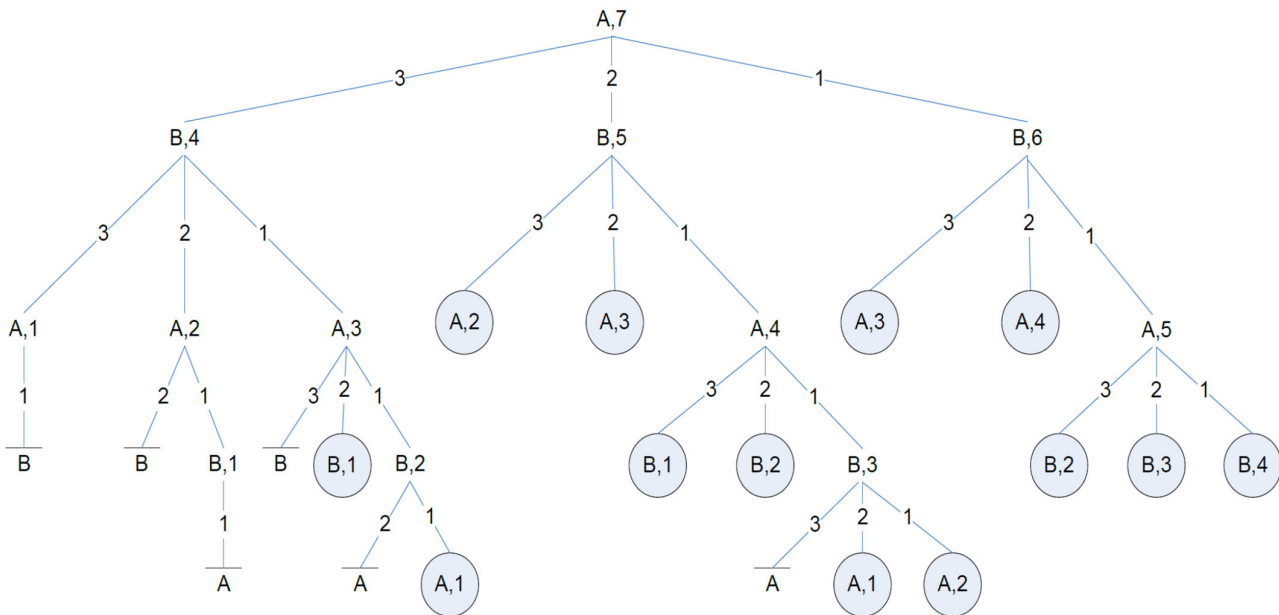 A,7
3 2 1
B,4 B,5 B,6
3 2 1 3 2 1 3 2 1
A,1 A,2 A,3 A,2 A,3 A,4 A,3 A,4 A,5
1 2 1 3 2 1 3 2 1 3 2 1
B B B,1 B B,1 B,2 B,1 B,2 B,3 B,2 B,3 B,4
1 2 1 3 2 1
A A A,1 A A,1 A,2